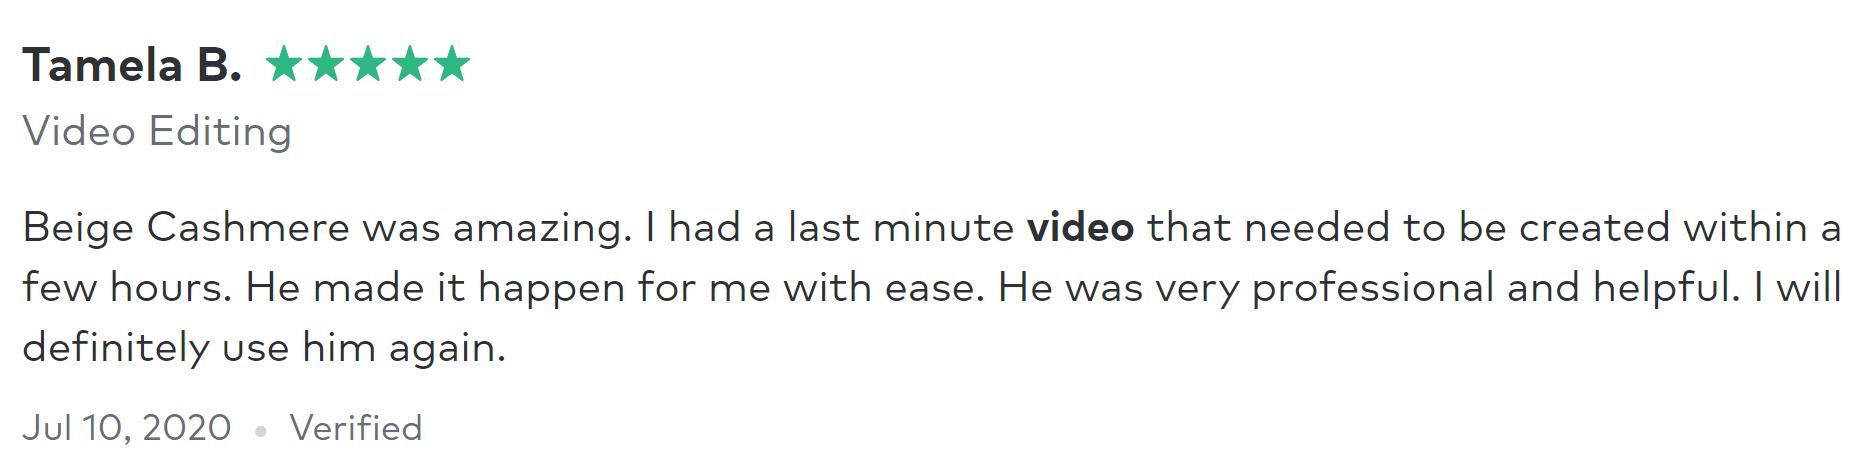 Tamela B.
Video Editing
Beige Cashmere was amazing. I had a last minute video that needed to be created within a
few hours. He made it happen for me with ease. He was very professional and helpful. I will
definitely use him again.
Jul 10, 2020 • Verified